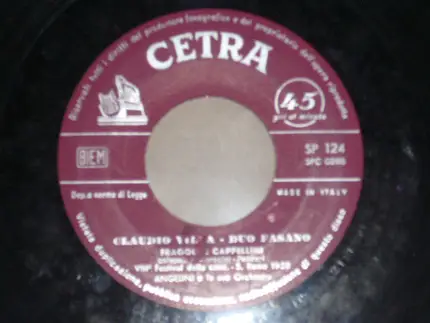 Riservati tutti i diritti del produttore fonografico e del proprietario dell'opera riprodotta
CETRA
45
giri al minuto
BIEM
SP 124
SPC
Dep. a norma di Legge
MADE IN ITALY
CLAUDIO VILLA - DUO FASANO
FRAGOLE E CAPPELLINI
VIII° Festival della canz. - S. Remo 1958
ANGELINI e la sua Orchestra
Vietata duplicazione, pubblica di questo disco